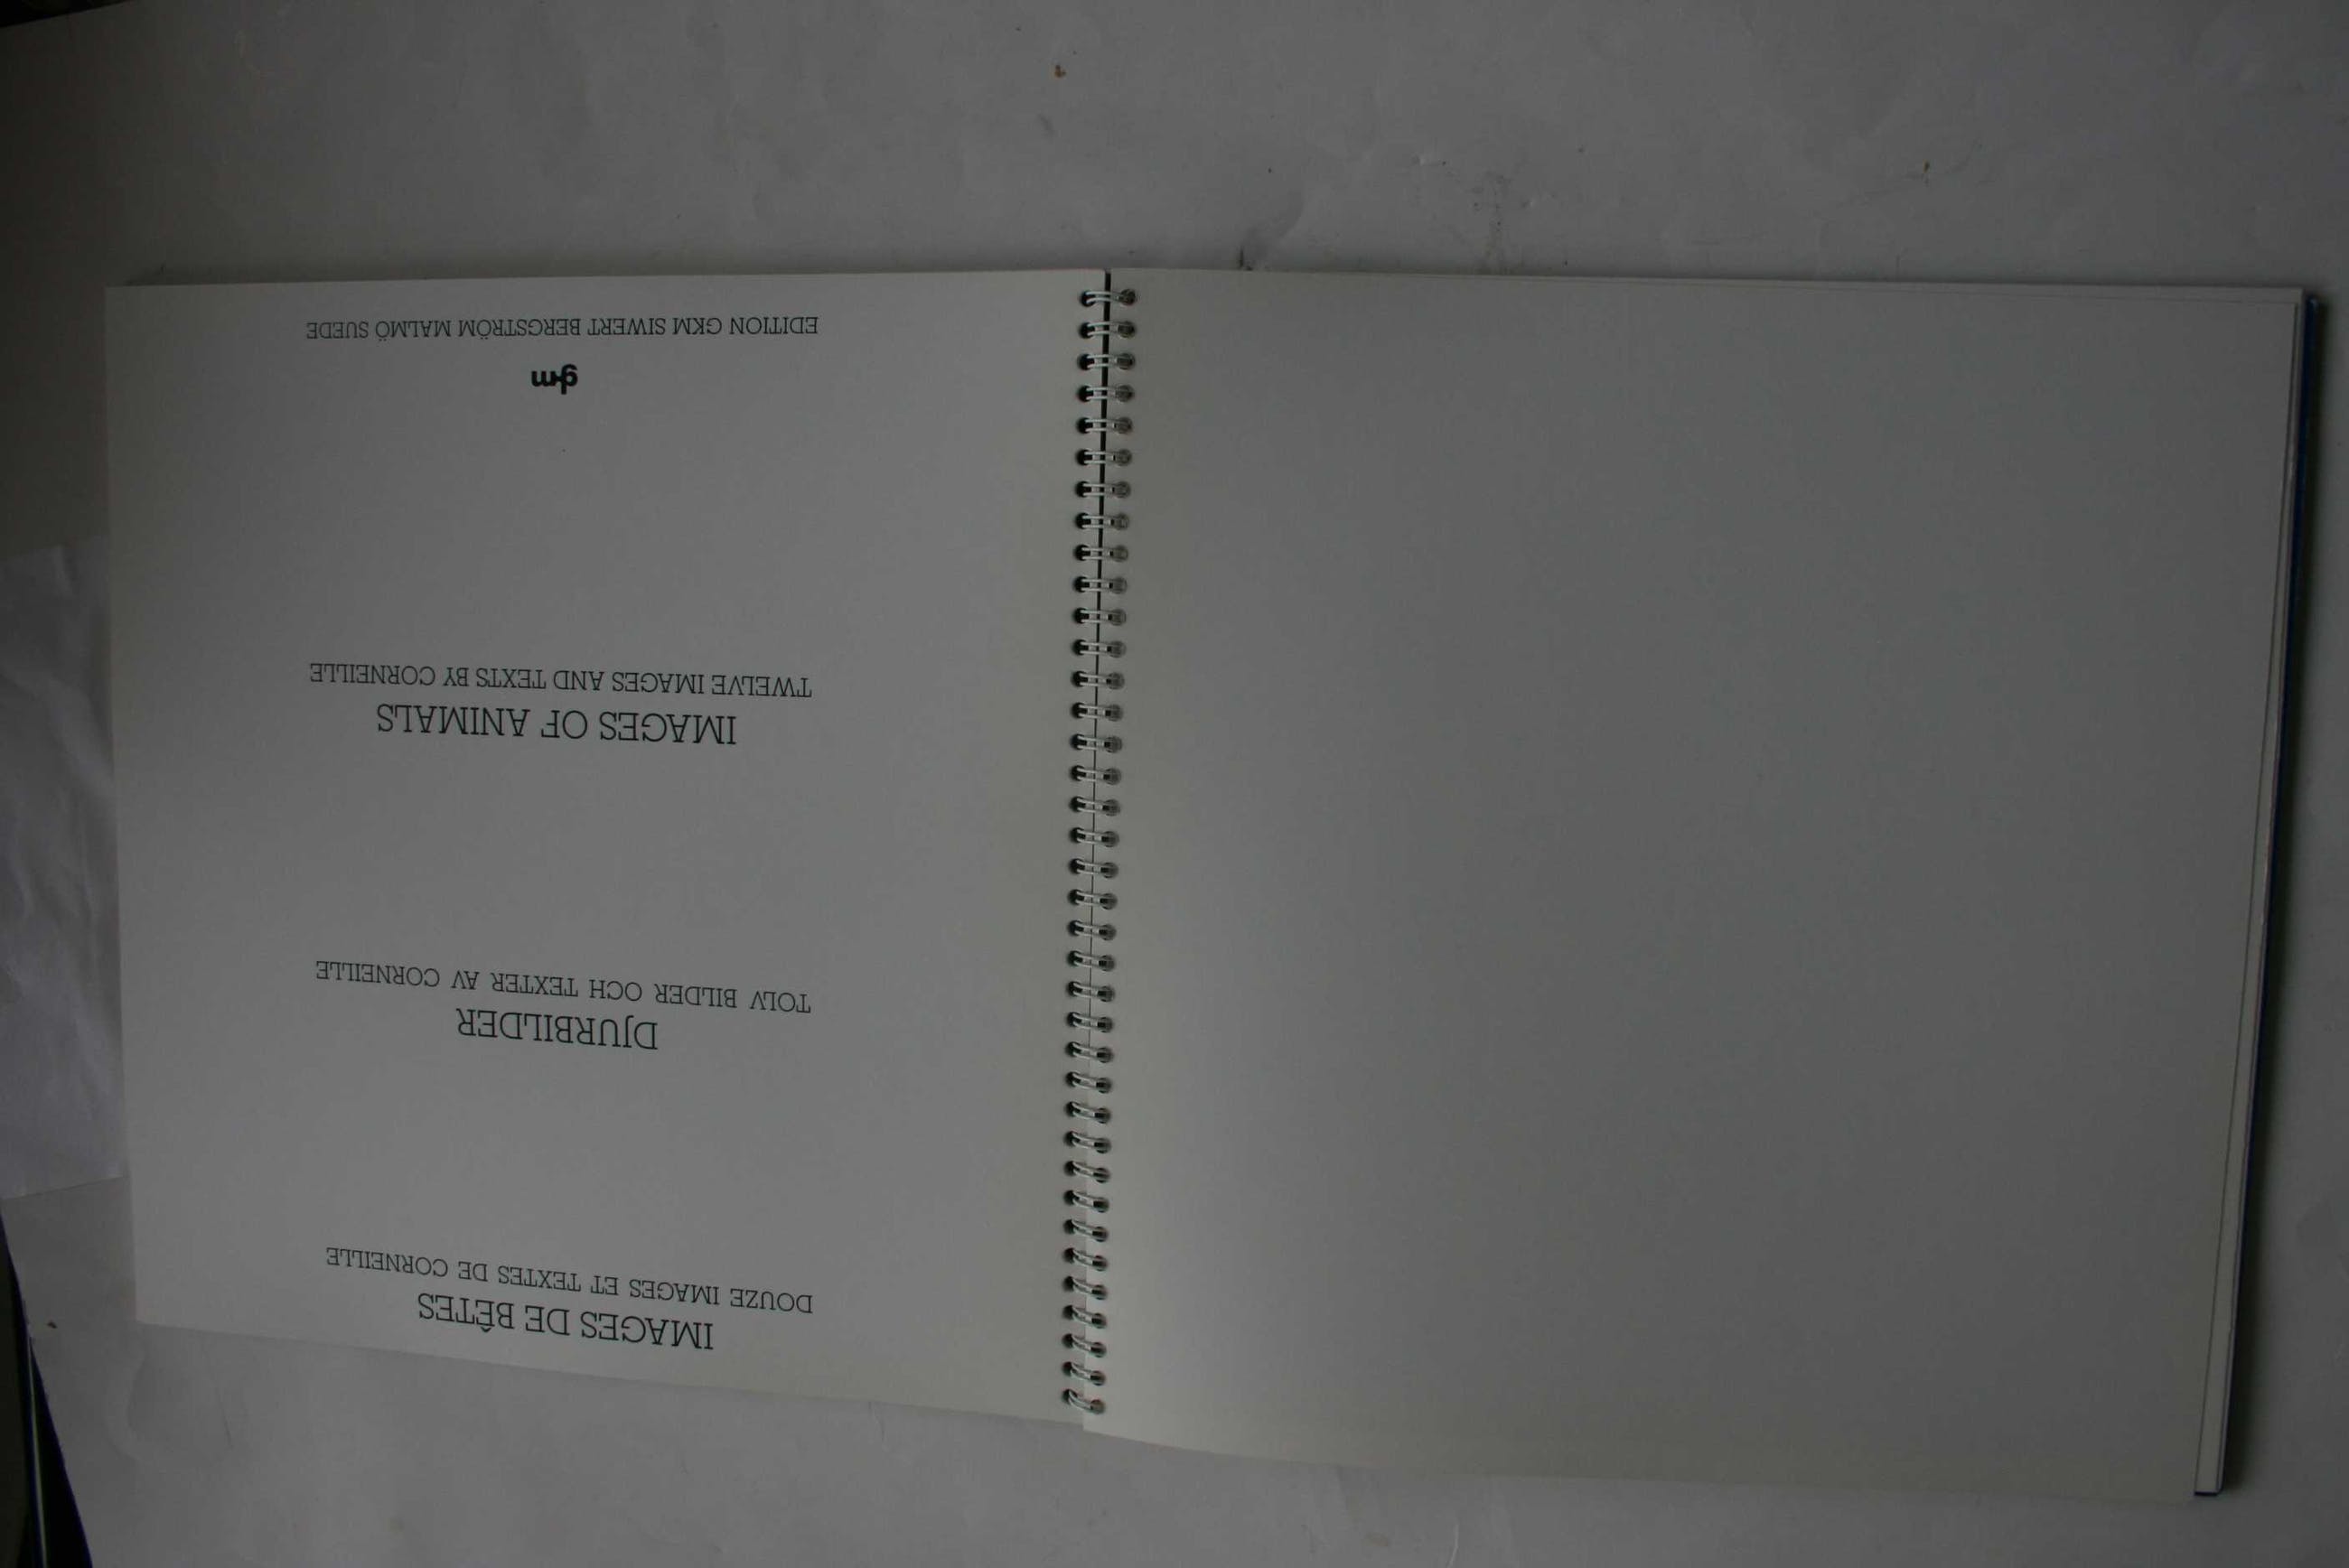 IMAGES DE BÊTES
DOUZE IMAGES ET TEXTES DE CORNEILLE
DJURBILDER
TOLV BILDER OCH TEXTER AV CORNEILLE
IMAGES OF ANIMALS
TWELVE IMAGES AND TEXTS BY CORNEILLE
gkm
EDITION GKM SIWERT BERGSTRÖM MALMÖ SUEDE